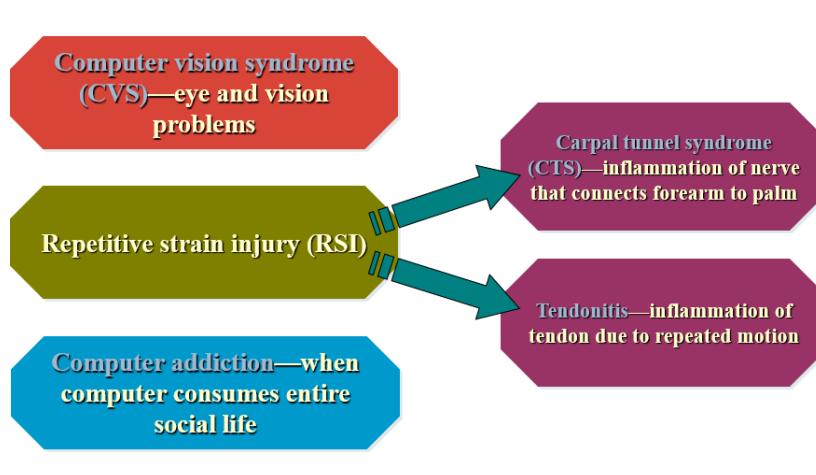 Computer vision syndrome
(CVS)—eye and vision
problems
Repetitive strain injury (RSI)
Computer addiction—when
computer consumes entire
social life
Carpal tunnel syndrome
(CTS)—inflammation of nerve
that connects forearm to palm
Tendonitis—inflammation of
tendon due to repeated motion